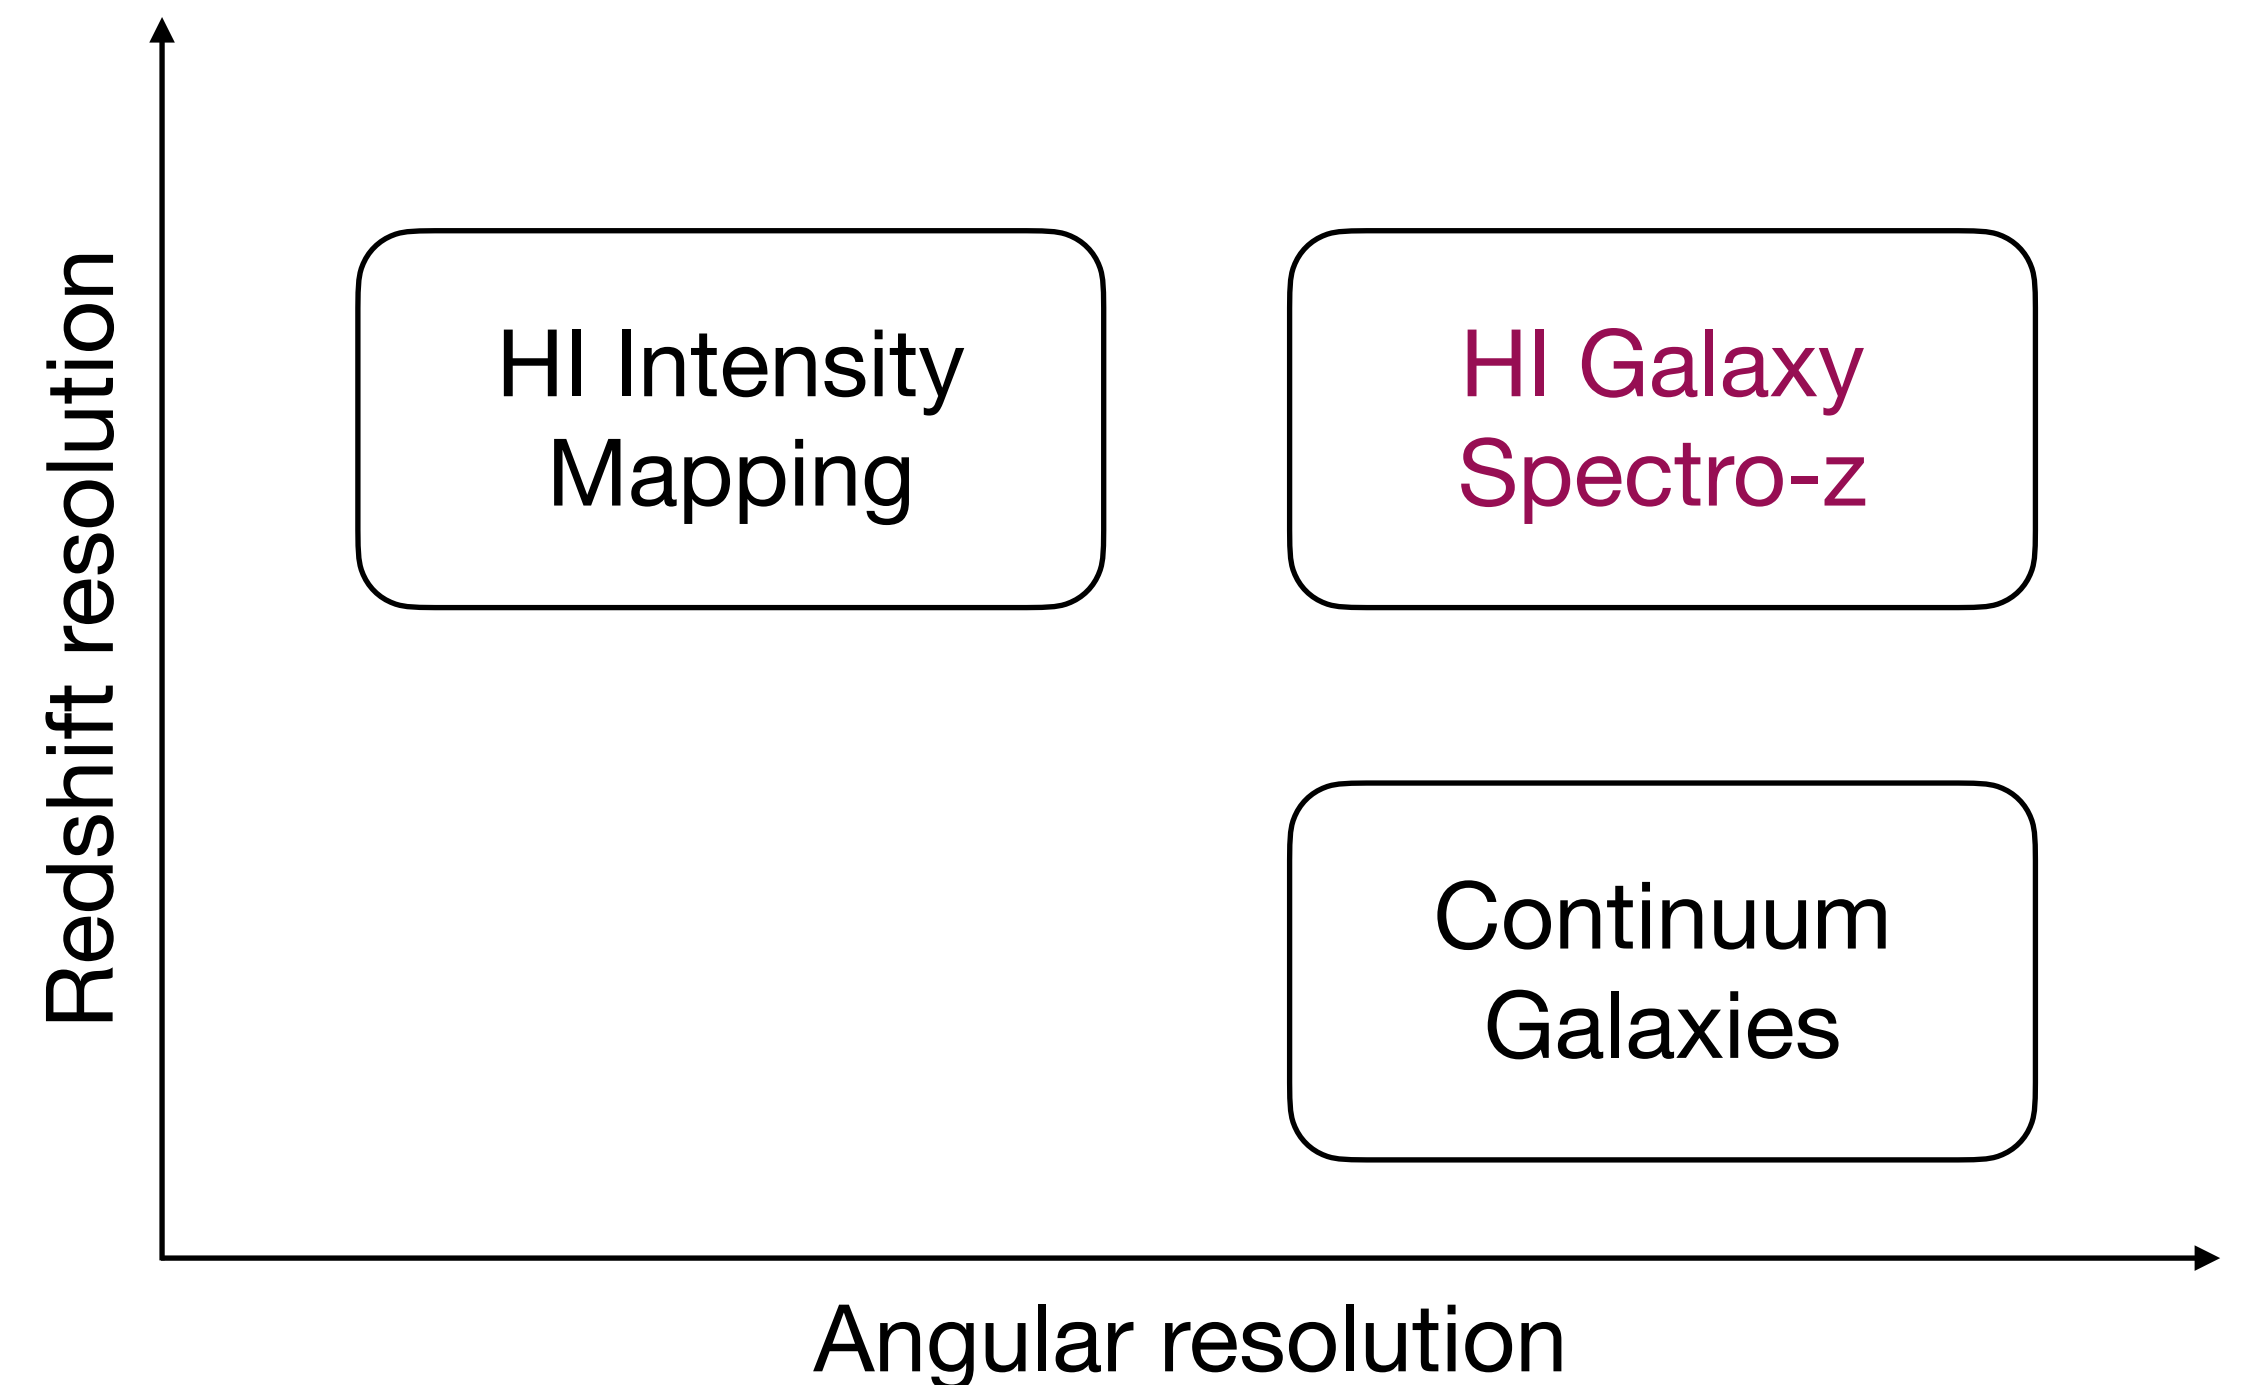 Redshift resolution
HI Intensity
Mapping
HI Galaxy
Spectro-z
Continuum
Galaxies
Angular resolution